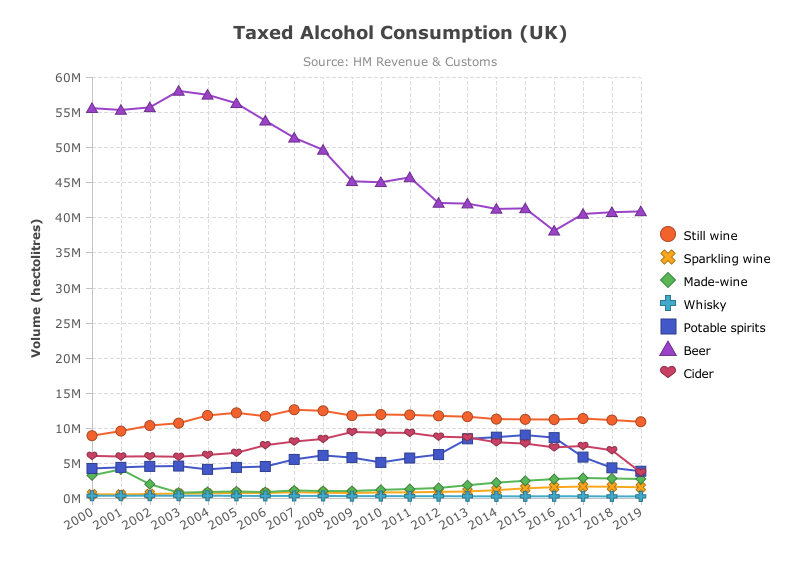 Taxed Alcohol Consumption (UK)
Source: HM Revenue & Customs
Volume (hectolitres)
60M
55M
50M
45M
40M
35M
30M
25M
20M
15M
10M
5M
0M
2000
2001
2002
2003
2004
2005
2006
2007
2008
2009
2010
2011
2012
2013
2014
2015
2016
2017
2018
2019
Still wine
Sparkling wine
Made-wine
Whisky
Potable spirits
Beer
Cider